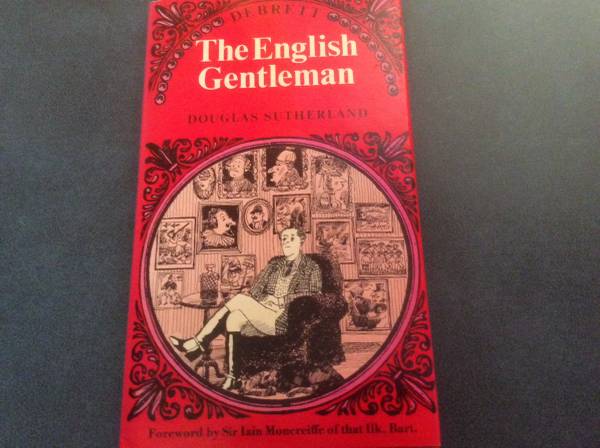 DEBRETT
The English
Gentleman
DOUGLAS SUTHERLAND
Foreword by Sir Iain Moncreiffe of that Ilk, Bart.